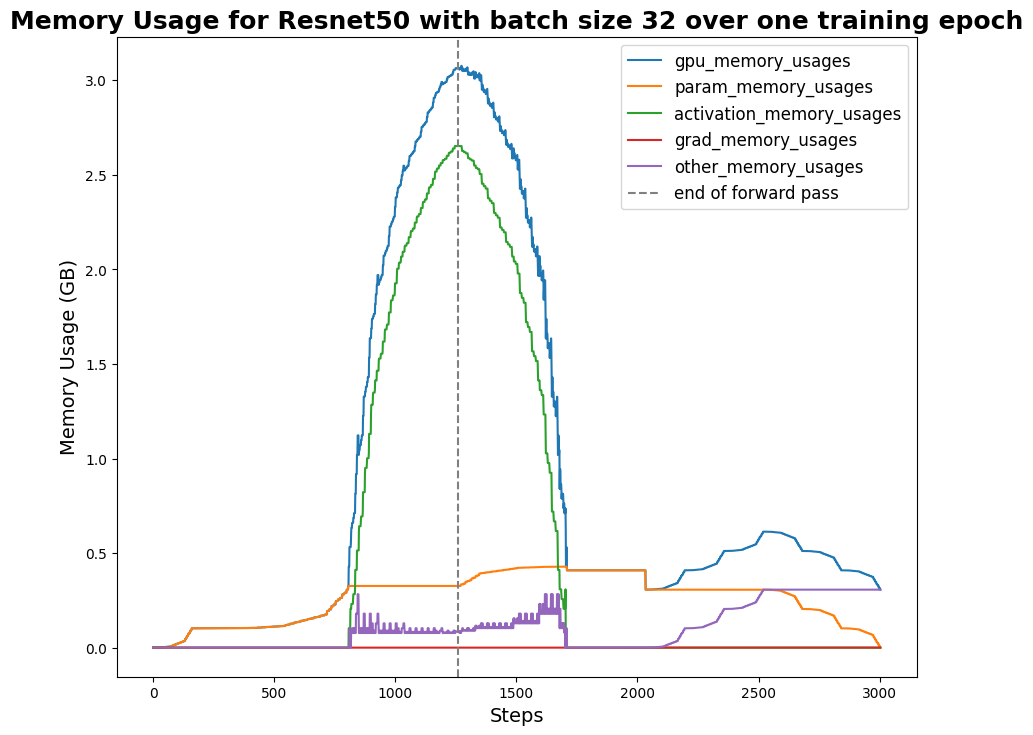 Memory Usage for Resnet50 with batch size 32 over one training epoch
gpu_memory_usages
param_memory_usages
activation_memory_usages
grad_memory_usages
other_memory_usages
end of forward pass
Memory Usage (GB)
3.0
2.5
2.0
1.5
1.0
0.5
0.0
0
500
1000
1500
2000
2500
3000
Steps